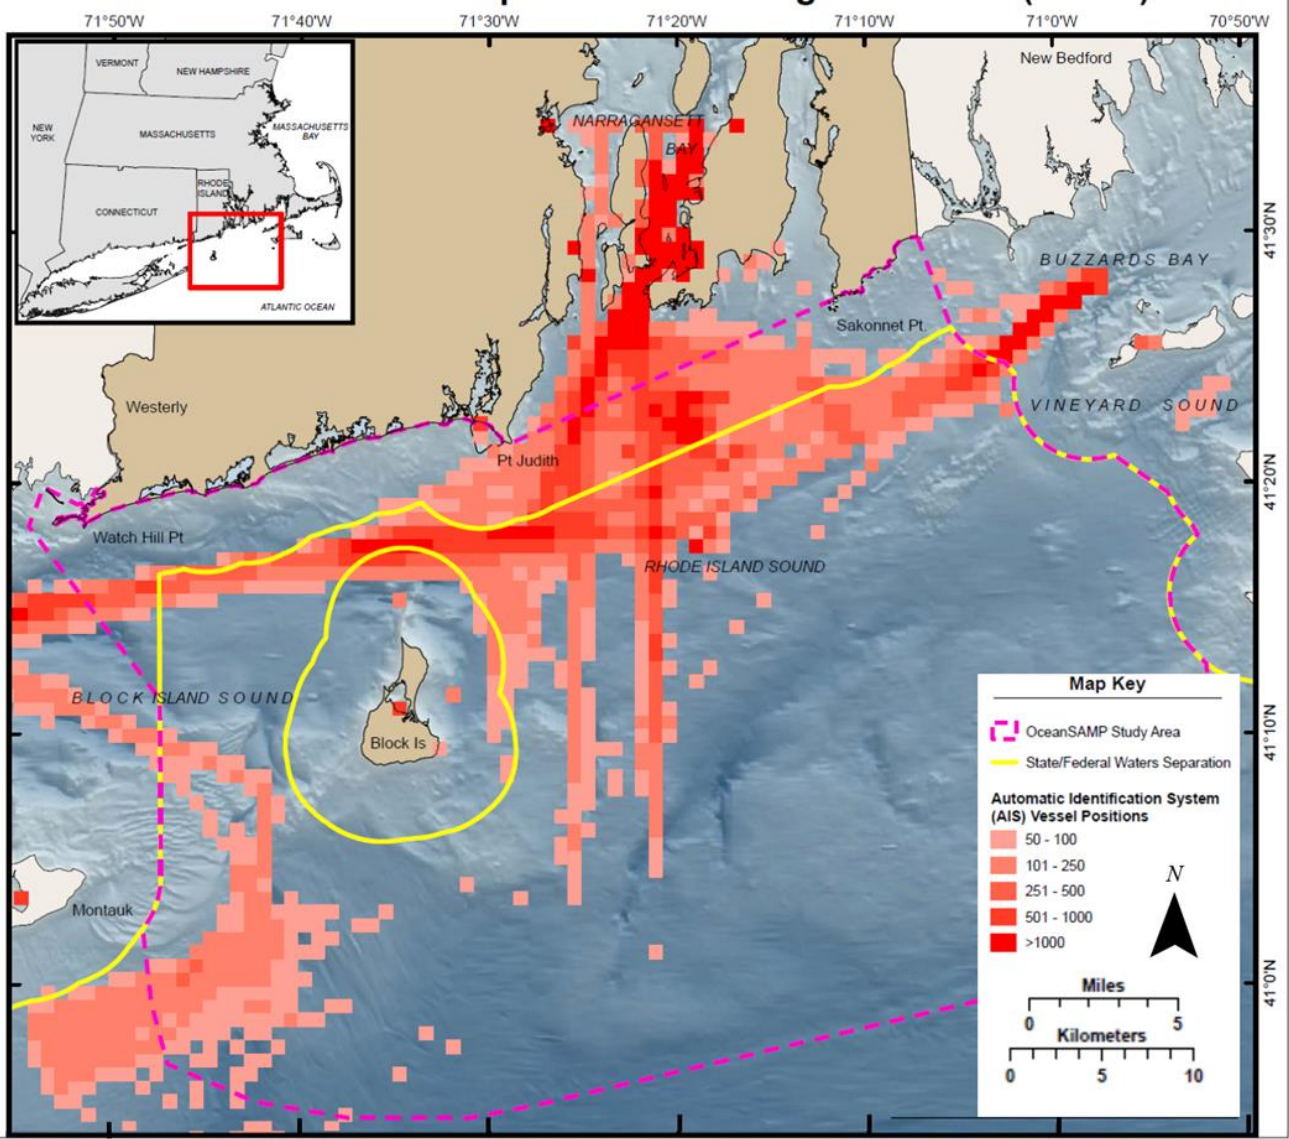 71°50'W 71°40'W 71°30'W 71°20'W 71°10'W 71°0'W 70°50'W
VERMONT
NEW HAMPSHIRE
NEW
YORK
MASSACHUSETTS
MASSACHUSETTS
BAY
RHODE
ISLAND
CONNECTICUT
ATLANTIC OCEAN
New Bedford
NARRAGANSETT
BAY
41°30'N
BUZZARDS BAY
Sakonnet Pt.
Westerly
VINEYARD SOUND
Pt Judith
41°20'N
Watch Hill Pt
RHODE ISLAND SOUND
BLOCK ISLAND SOUND
Block Is
41°10'N
Montauk
41°0'N
Map Key
OceanSAMP Study Area
State/Federal Waters Separation
Automatic Identification System
(AIS) Vessel Positions
50 - 100
101 - 250
251 - 500
501 - 1000
>1000
N
Miles
0 5
Kilometers
0 5 10